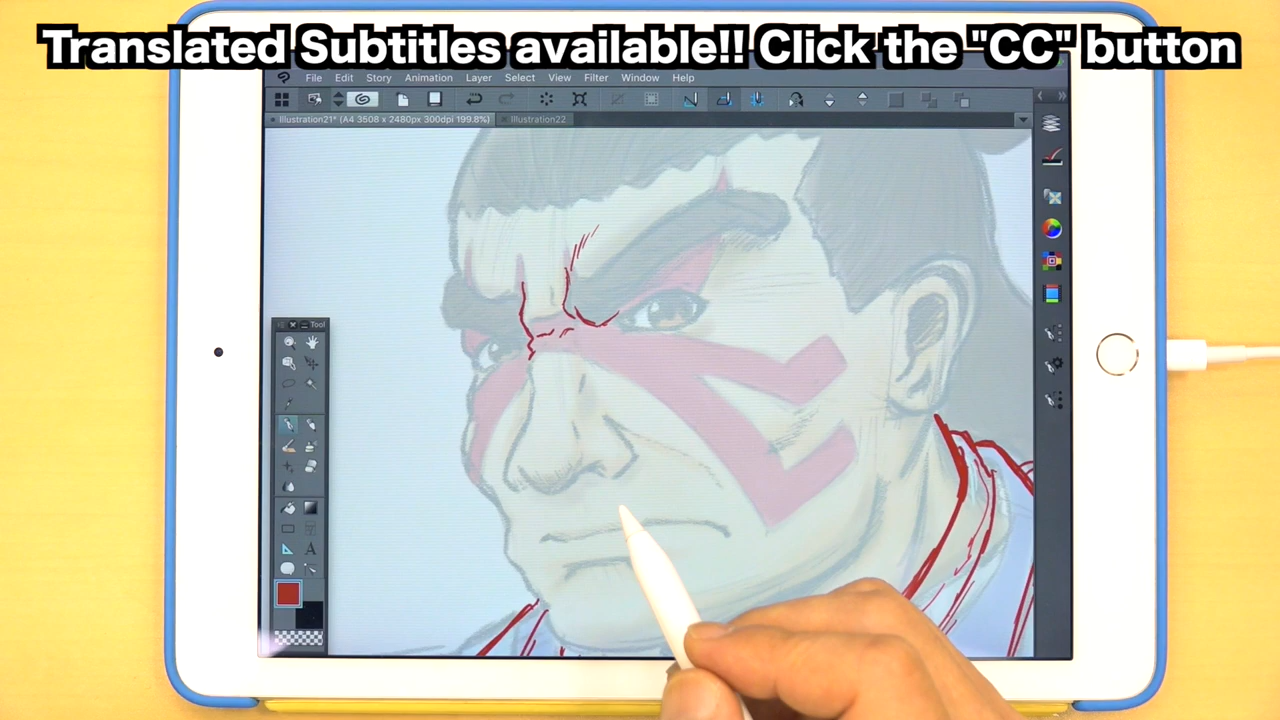 Translated Subtitles available!! Click the "CC" button
File Edit Story Animation Layer Select View Filter Window Help
Illustration21* (A4 3508 x 2480px 300dpi 199.8%) Illustration22
Tool
A